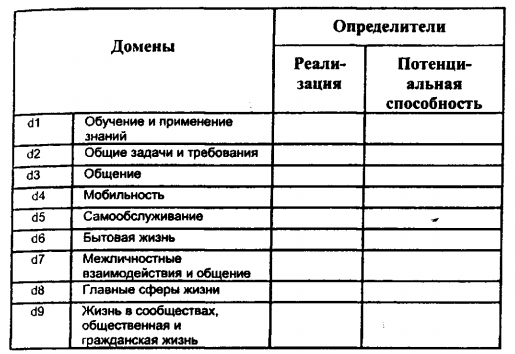 Домены
Определители
Реали-
зация
Потенци-
альная
способность
d1 Обучение и применение
знаний
d2 Общие задачи и требования
d3 Общение
d4 Мобильность
d5 Самообслуживание
d6 Бытовая жизнь
d7 Межличностные
взаимодействия и общение
d8 Главные сферы жизни
d9 Жизнь в сообществах,
общественная и
гражданская жизнь